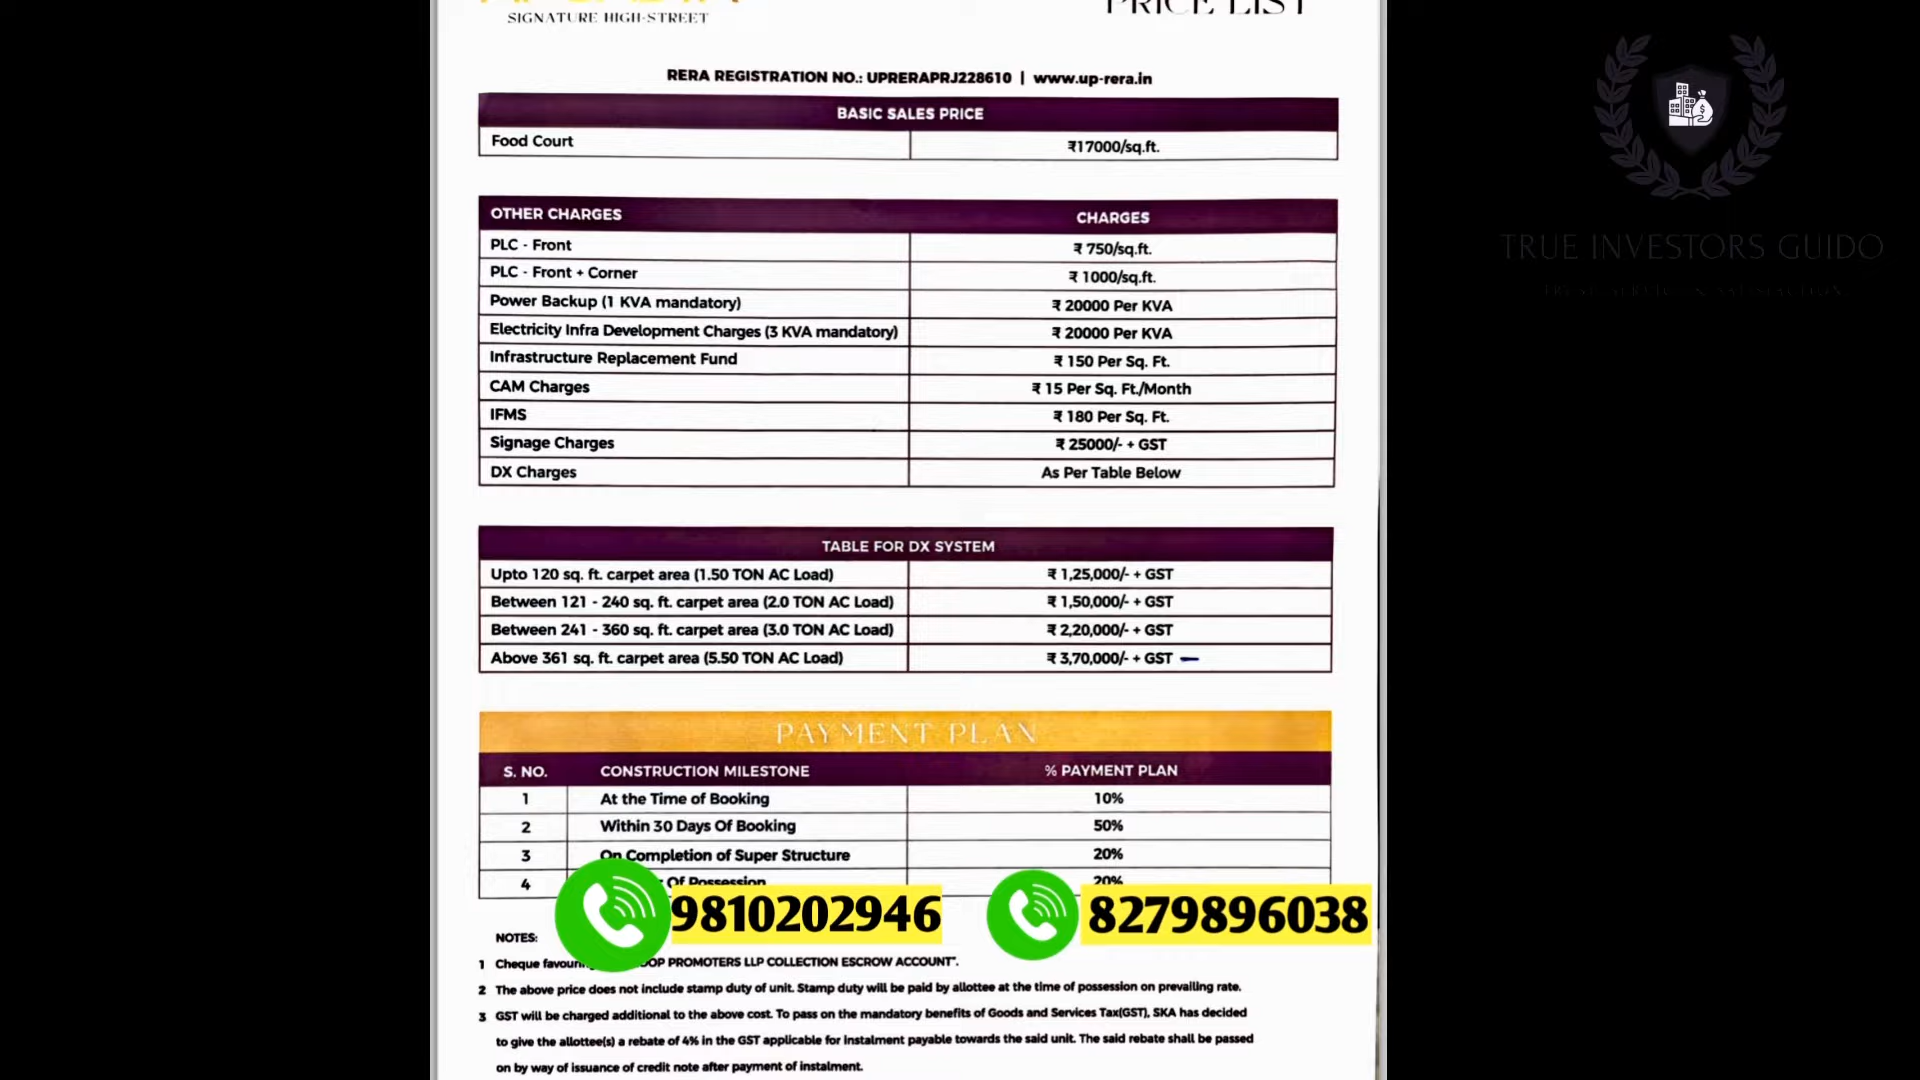 SIGNATURE HIGH-STREET
PRICE LIST
RERA REGISTRATION NO.: UPRERAPRJ228610 | www.up-rera.in
BASIC SALES PRICE
Food Court ₹17000/sq.ft.
OTHER CHARGES CHARGES
PLC - Front ₹ 750/sq.ft.
PLC - Front + Corner ₹ 1000/sq.ft.
Power Backup (1 KVA mandatory) ₹ 20000 Per KVA
Electricity Infra Development Charges (3 KVA mandatory) ₹ 20000 Per KVA
Infrastructure Replacement Fund ₹ 150 Per Sq. Ft.
CAM Charges ₹ 15 Per Sq. Ft./Month
IFMS ₹ 180 Per Sq. Ft.
Signage Charges ₹ 25000/- + GST
DX Charges As Per Table Below
TABLE FOR DX SYSTEM
Upto 120 sq. ft. carpet area (1.50 TON AC Load) ₹ 1,25,000/- + GST
Between 121 - 240 sq. ft. carpet area (2.0 TON AC Load) ₹ 1,50,000/- + GST
Between 241 - 360 sq. ft. carpet area (3.0 TON AC Load) ₹ 2,20,000/- + GST
Above 361 sq. ft. carpet area (5.50 TON AC Load) ₹ 3,70,000/- + GST
PAYMENT PLAN
S. NO. CONSTRUCTION MILESTONE % PAYMENT PLAN
1 At the Time of Booking 10%
2 Within 30 Days Of Booking 50%
3 On Completion of Super Structure 20%
4 Of Possession 20%
9810202946 8279896038
NOTES:
1 Cheque PROMOTERS LLP COLLECTION ESCROW ACCOUNT".
2 The above price does not include stamp duty of unit. Stamp duty will be paid by allottee at the time of possession on prevailing rate.
3 GST will be charged additional to the above cost. To pass on the mandatory benefits of Goods and Services Tax(GST), SKA has decided
to give the allottee(s) a rebate of 4% in the GST applicable for instalment payable towards the said unit. The said rebate shall be passed
on by way of issuance of credit note after payment of instalment.
TRUE INVESTORS GUIDO